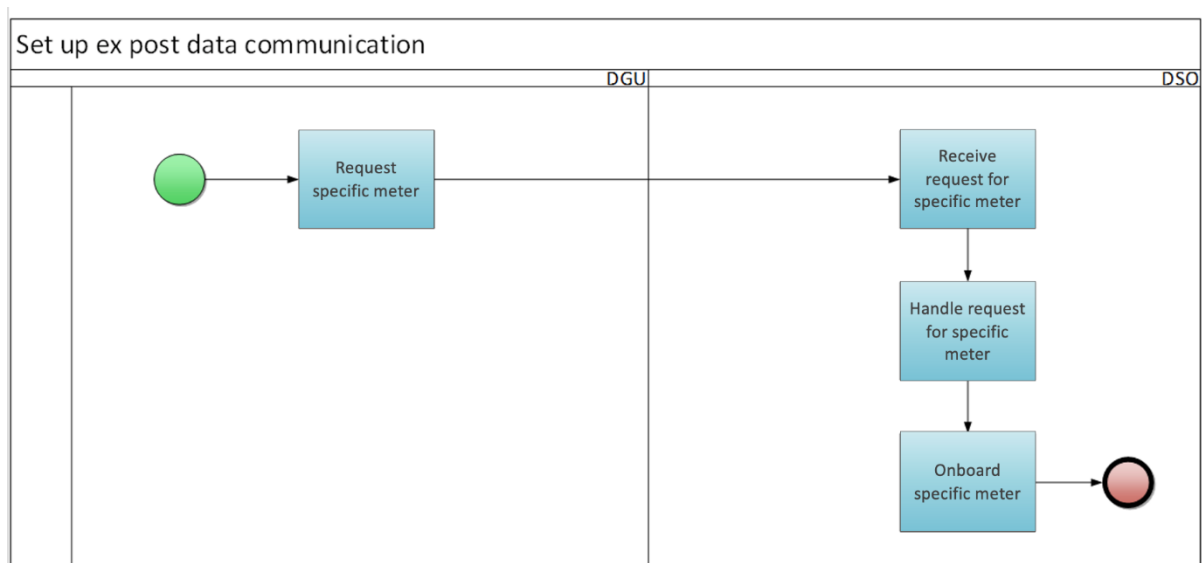 Set up ex post data communication
DGU
DSO
Request
specific meter
Receive
request for
specific meter
Handle request
for specific
meter
Onboard
specific meter